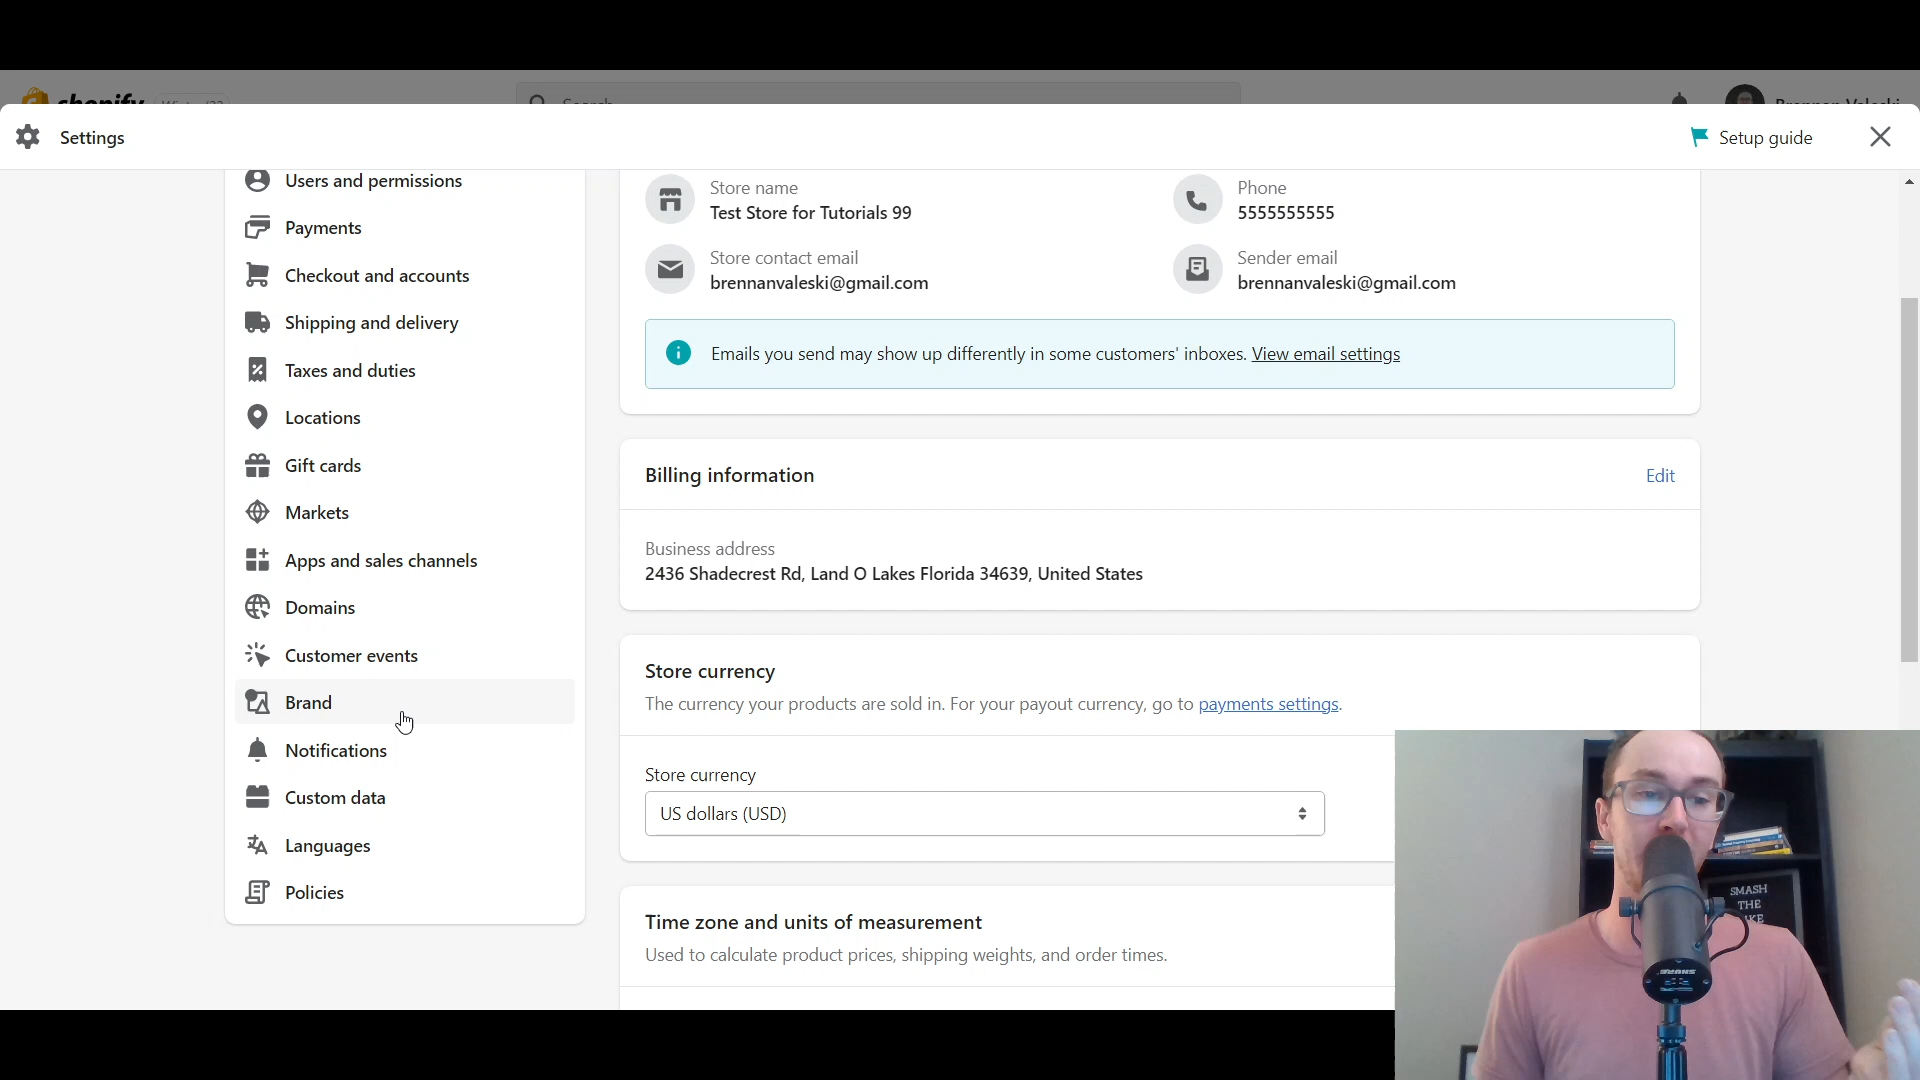 Settings
Setup guide
Users and permissions
Payments
Checkout and accounts
Shipping and delivery
Taxes and duties
Locations
Gift cards
Markets
Apps and sales channels
Domains
Customer events
Brand
Notifications
Custom data
Languages
Policies
Store name
Test Store for Tutorials 99
Phone
5555555555
Store contact email
brennanvaleski@gmail.com
Sender email
brennanvaleski@gmail.com
Emails you send may show up differently in some customers' inboxes. View email settings
Billing information
Edit
Business address
2436 Shadecrest Rd, Land O Lakes Florida 34639, United States
Store currency
The currency your products are sold in. For your payout currency, go to payments settings.
Store currency
US dollars (USD)
Time zone and units of measurement
Used to calculate product prices, shipping weights, and order times.
SMASH
THE